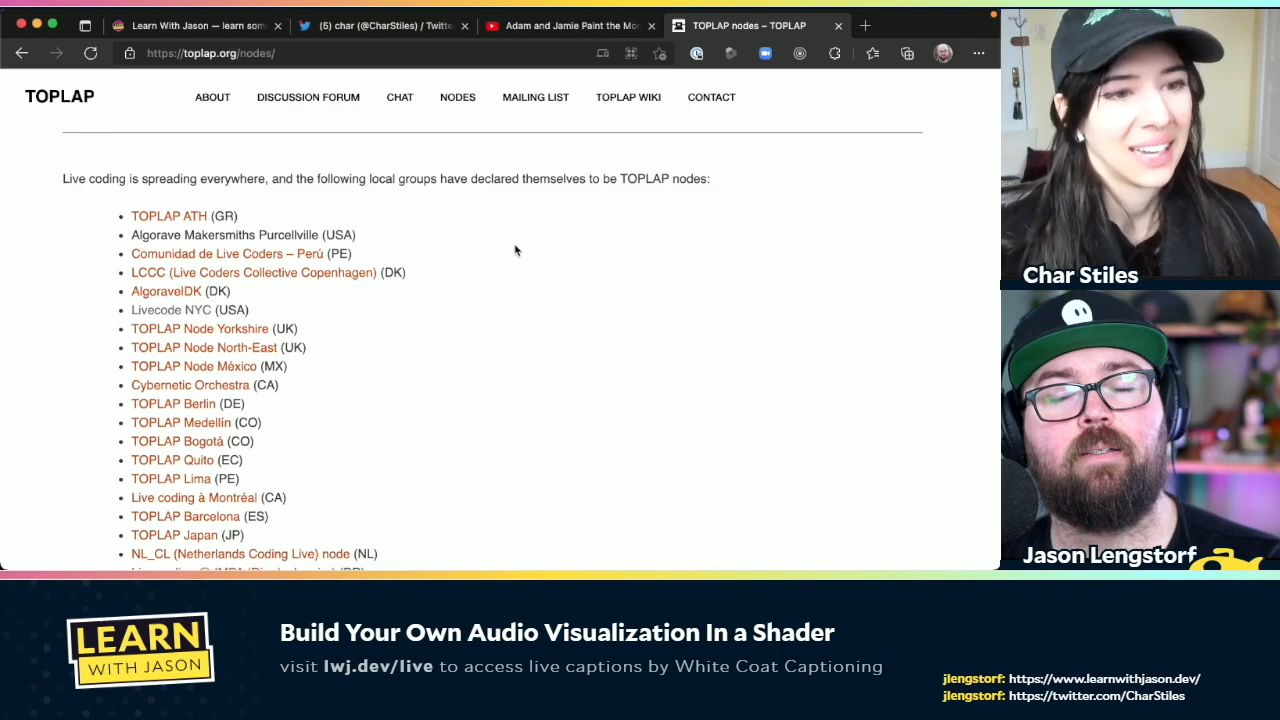 Learn With Jason — learn som
(5) char (@CharStiles) / Twitte
Adam and Jamie Paint the Mo
TOPLAP nodes – TOPLAP
https://toplap.org/nodes/
TOPLAP
ABOUT
DISCUSSION FORUM
CHAT
NODES
MAILING LIST
TOPLAP WIKI
CONTACT
Live coding is spreading everywhere, and the following local groups have declared themselves to be TOPLAP nodes:
TOPLAP ATH (GR)
Algorave Makersmiths Purcellville (USA)
Comunidad de Live Coders – Perú (PE)
LCCC (Live Coders Collective Copenhagen) (DK)
AlgoraveIDK (DK)
Livecode NYC (USA)
TOPLAP Node Yorkshire (UK)
TOPLAP Node North-East (UK)
TOPLAP Node México (MX)
Cybernetic Orchestra (CA)
TOPLAP Berlin (DE)
TOPLAP Medellín (CO)
TOPLAP Bogotá (CO)
TOPLAP Quito (EC)
TOPLAP Lima (PE)
Live coding à Montréal (CA)
TOPLAP Barcelona (ES)
TOPLAP Japan (JP)
NL_CL (Netherlands Coding Live) node (NL)
Char Stiles
Jason Lengstorf
LEARN
WITH JASON
Build Your Own Audio Visualization In a Shader
visit lwj.dev/live to access live captions by White Coat Captioning
jlengstorf: https://www.learnwithjason.dev/
jlengstorf: https://twitter.com/CharStiles